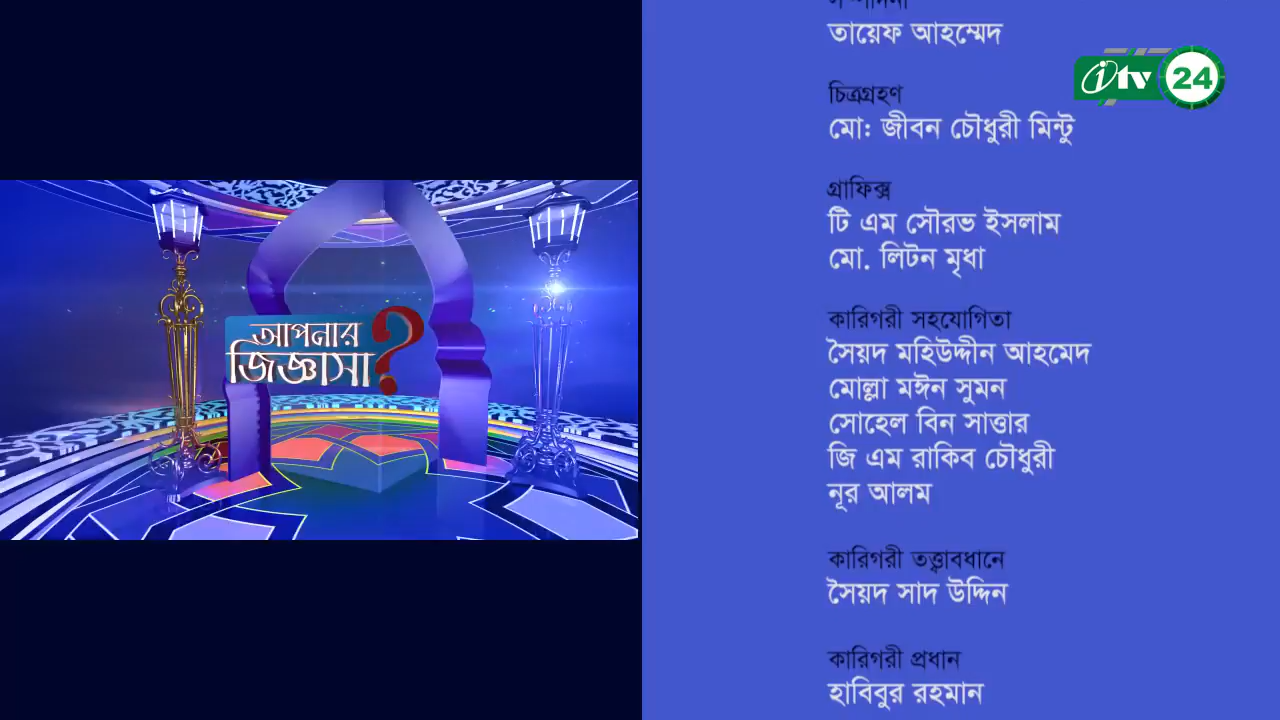 আপনার
জিজ্ঞাসা?
তায়েফ আহম্মেদ
itv 24
চিত্রগ্রহণ
মো: জীবন চৌধুরী মিন্টু
গ্রাফিক্স
টি এম সৌরভ ইসলাম
মো. লিটন মৃধা
কারিগরী সহযোগিতা
সৈয়দ মহিউদ্দীন আহমেদ
মোল্লা মঈন সুমন
সোহেল বিন সাত্তার
জি এম রাকিব চৌধুরী
নূর আলম
কারিগরী তত্ত্বাবধানে
সৈয়দ সাদ উদ্দিন
কারিগরী প্রধান
হাবিবুর রহমান